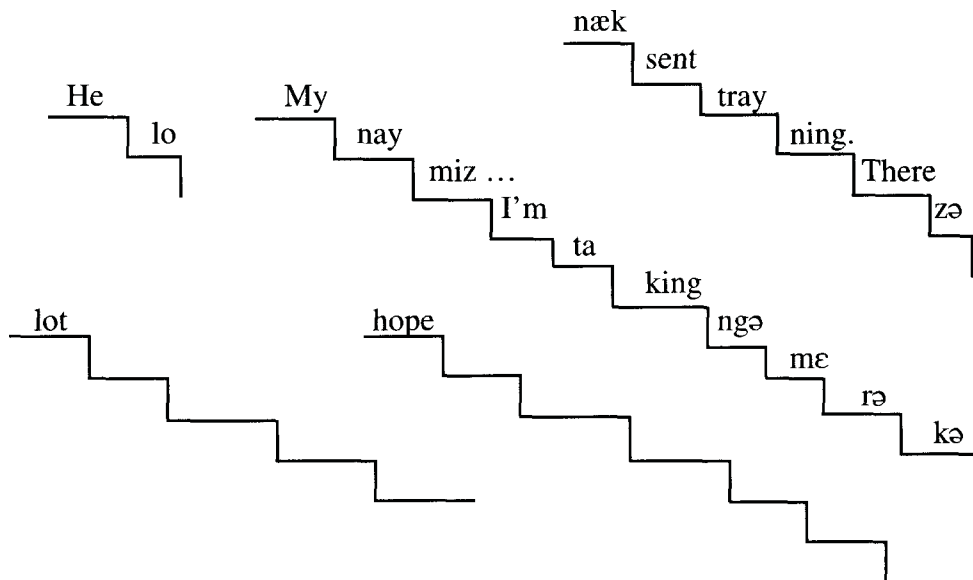 He lo
My nay miz … I'm ta king ngə mɛ rə kə
næk sent tray ning. There zə
lot
hope